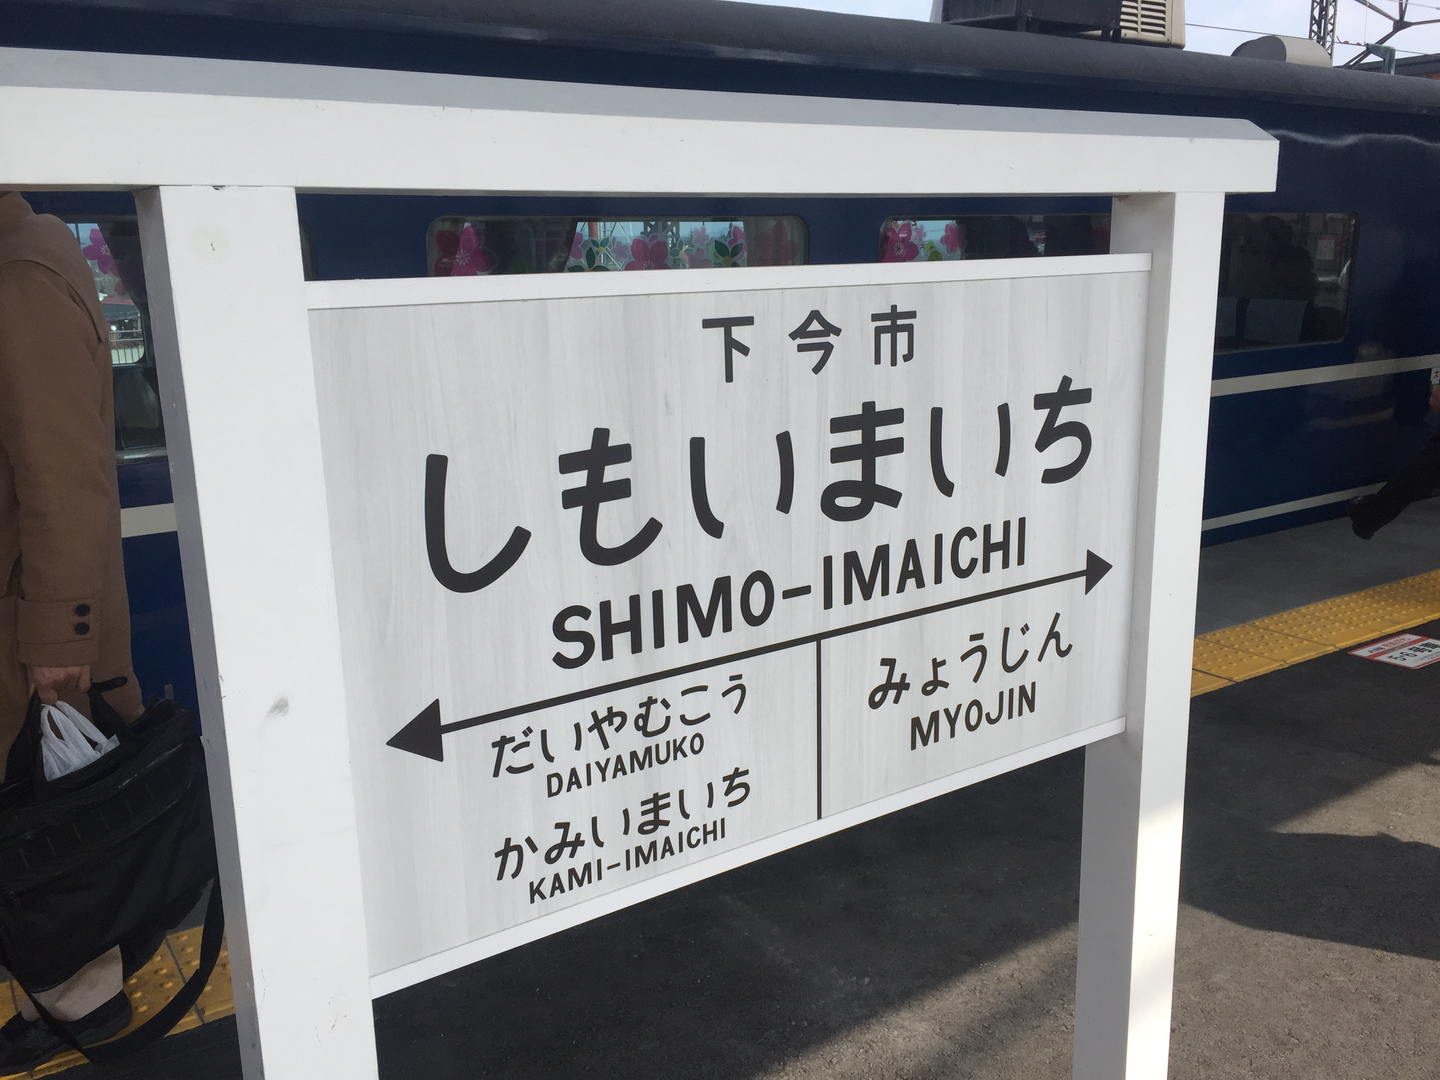 下今市
しもいまいち
SHIMO-IMAICHI
だいやむこう
DAIYAMUKO
かみいまいち
KAMI-IMAICHI
みょうじん
MYOJIN